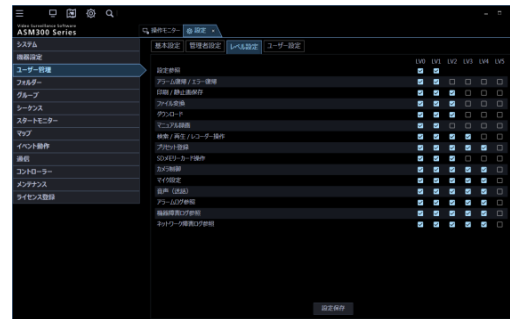 Video Surveillance Software
ASM300 Series
操作モニター 設定
システム
機器設定
ユーザー管理
フォルダー
グループ
シーケンス
スタートモニター
マップ
イベント動作
通信
コントローラー
メンテナンス
ライセンス登録
基本設定 管理者設定 レベル設定 ユーザー設定
LV0 LV1 LV2 LV3 LV4 LV5
設定参照
アラーム復帰 / エラー復帰
印刷 / 静止画保存
ファイル変換
ダウンロード
マニュアル録画
検索 / 再生 / レコーダー操作
プリセット登録
SDメモリーカード操作
カメラ制御
マイク設定
音声（送話）
アラームログ参照
機器障害ログ参照
ネットワーク障害ログ参照
設定保存